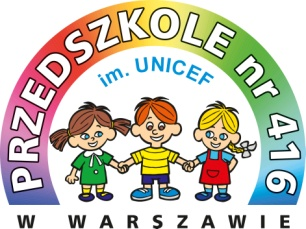 PRZEDSZKOLE nr 416
im. UNICEF
W WARSZAWIE